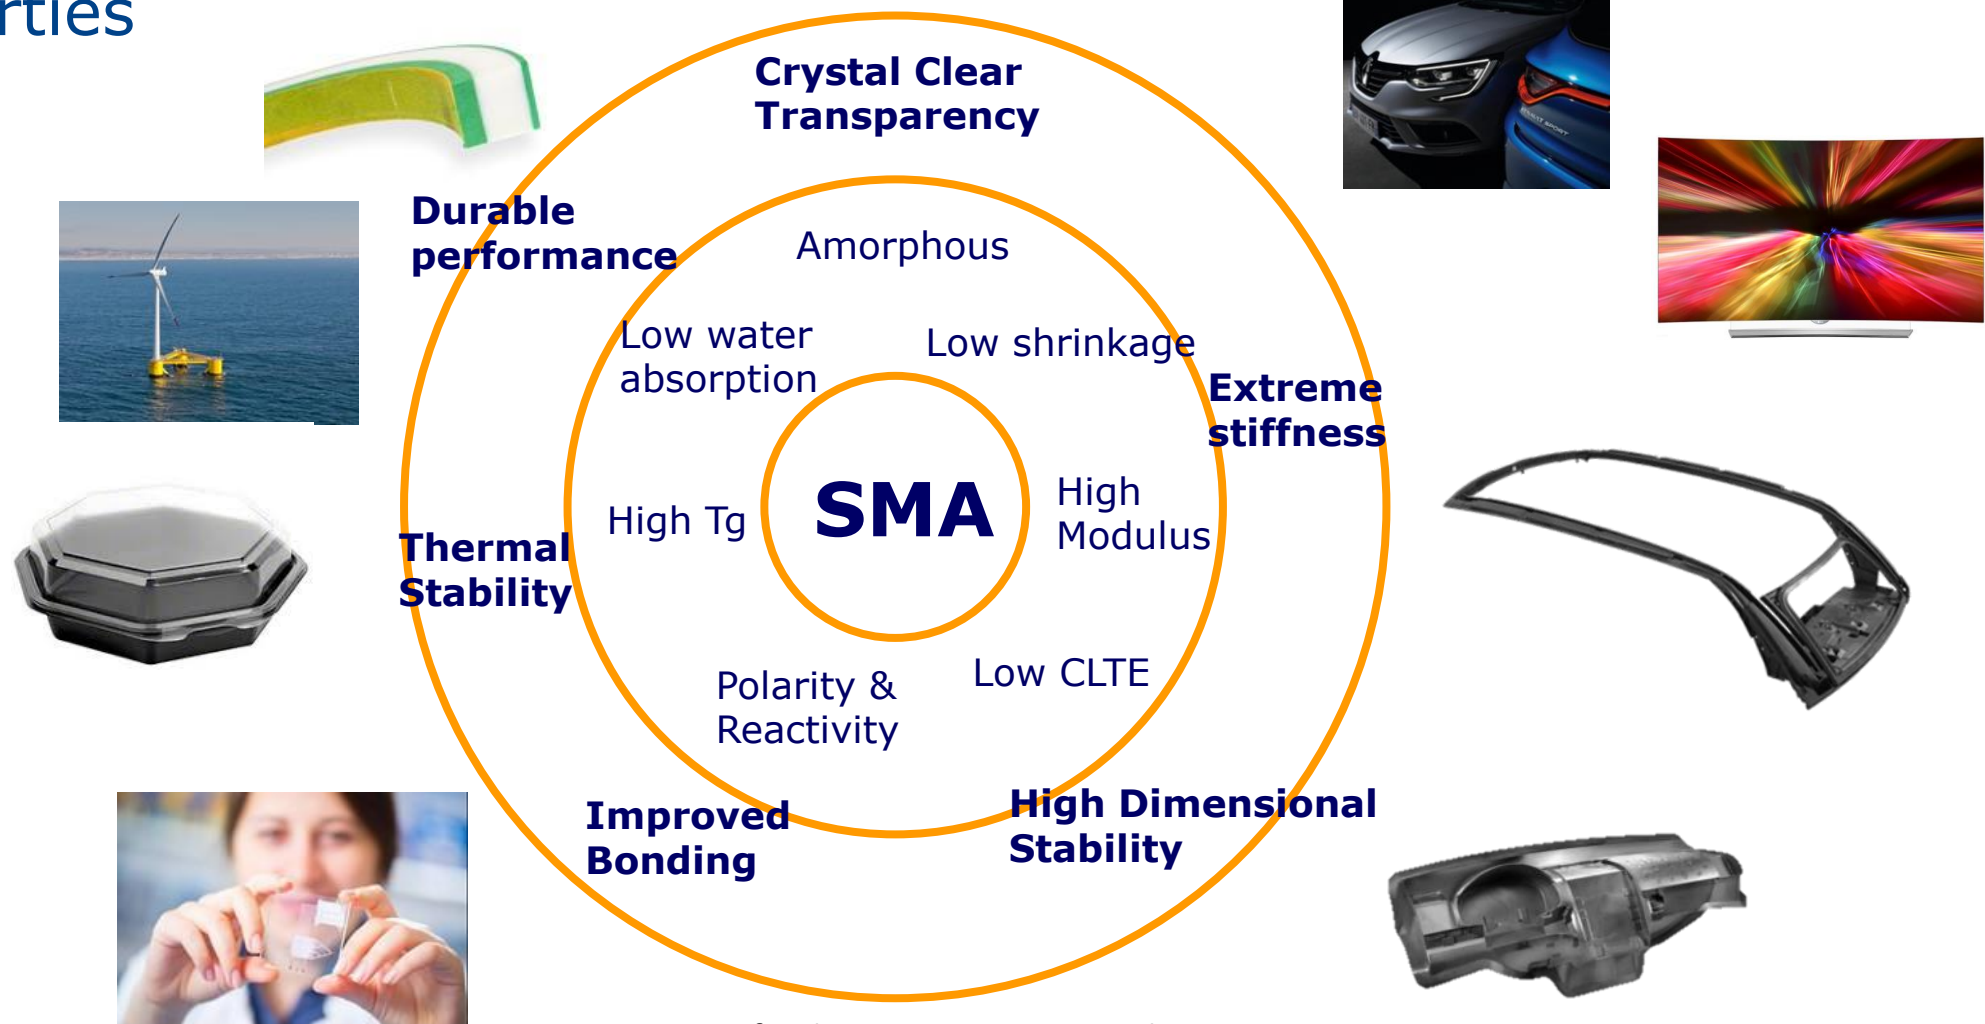 Crystal Clear
Transparency
Durable
performance
Amorphous
Low water
absorption
Low shrinkage
Extreme
stiffness
High Tg
SMA
High
Modulus
Thermal
Stability
Polarity &
Reactivity
Low CLTE
Improved
Bonding
High Dimensional
Stability